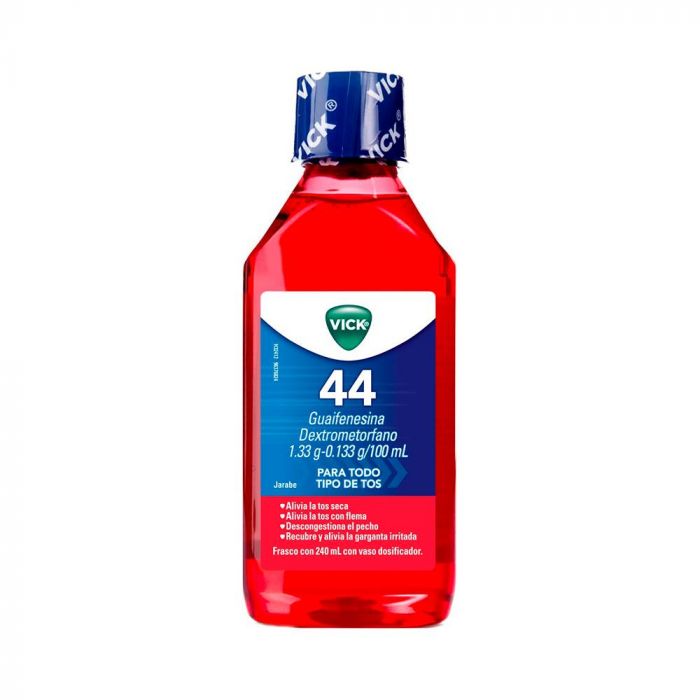 VICK
VICK®
VICK®
44
Guaifenesina
Dextrometorfano
1.33 g-0.133 g/100 mL
PARA TODO
TIPO DE TOS
Jarabe
Alivia la tos seca
Alivia la tos con flema
Descongestiona el pecho
Recubre y alivia la garganta irritada
Frasco con 240 mL con vaso dosificador.